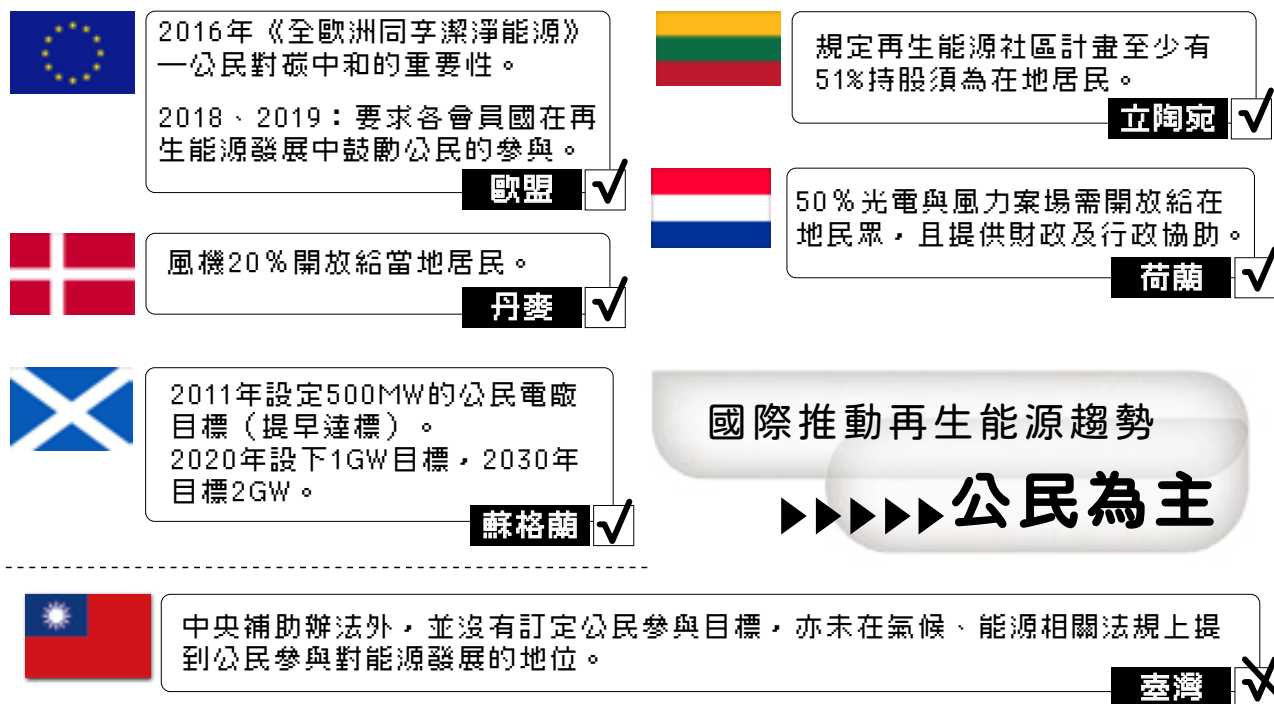 2016年《全歐洲同享潔淨能源》
—公民對碳中和的重要性。
2018、2019：要求各會員國在再
生能源發展中鼓勵公民的參與。
歐盟
規定再生能源社區計畫至少有
51%持股須為在地居民。
立陶宛
50％光電與風力案場需開放給在
地民眾，且提供財政及行政協助。
荷蘭
風機20％開放給當地居民。
丹麥
2011年設定500MW的公民電廠
目標（提早達標）。
2020年設下1GW目標，2030年
目標2GW。
蘇格蘭
國際推動再生能源趨勢
公民為主
中央補助辦法外，並沒有訂定公民參與目標，亦未在氣候、能源相關法規上提
到公民參與對能源發展的地位。
臺灣